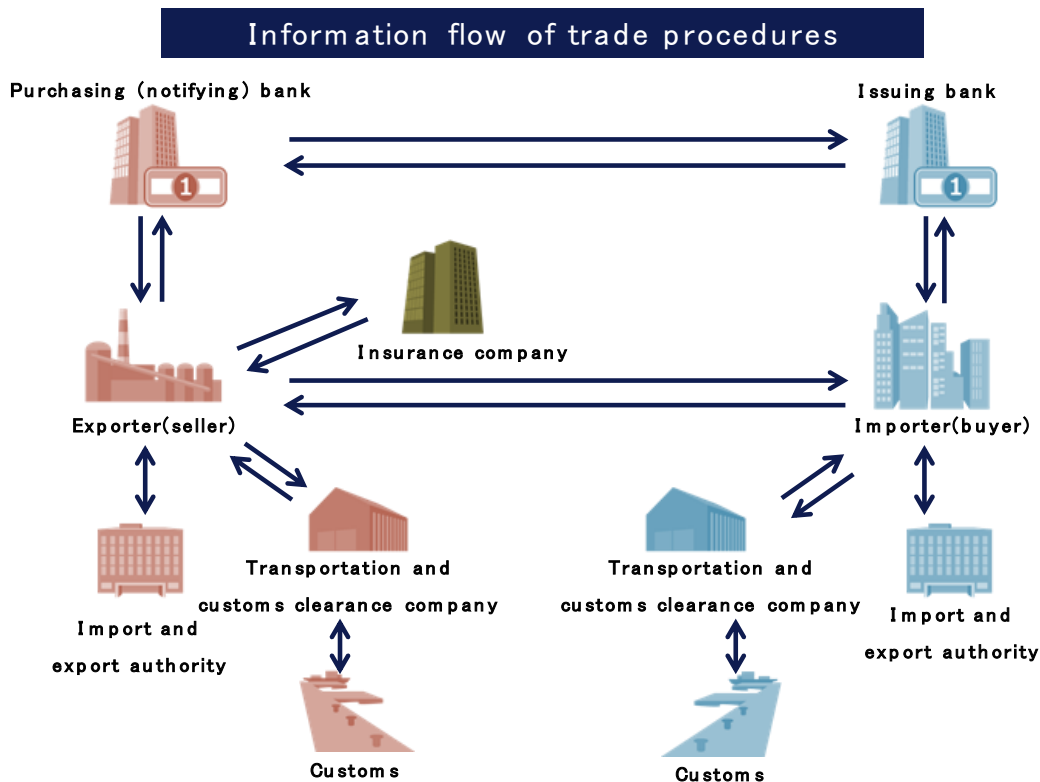 Information flow of trade procedures
Purchasing (notifying) bank
Issuing bank
1
1
Insurance company
Exporter(seller)
Importer(buyer)
Transportation and
customs clearance company
Transportation and
customs clearance company
Import and
export authority
Import and
export authority
Customs
Customs